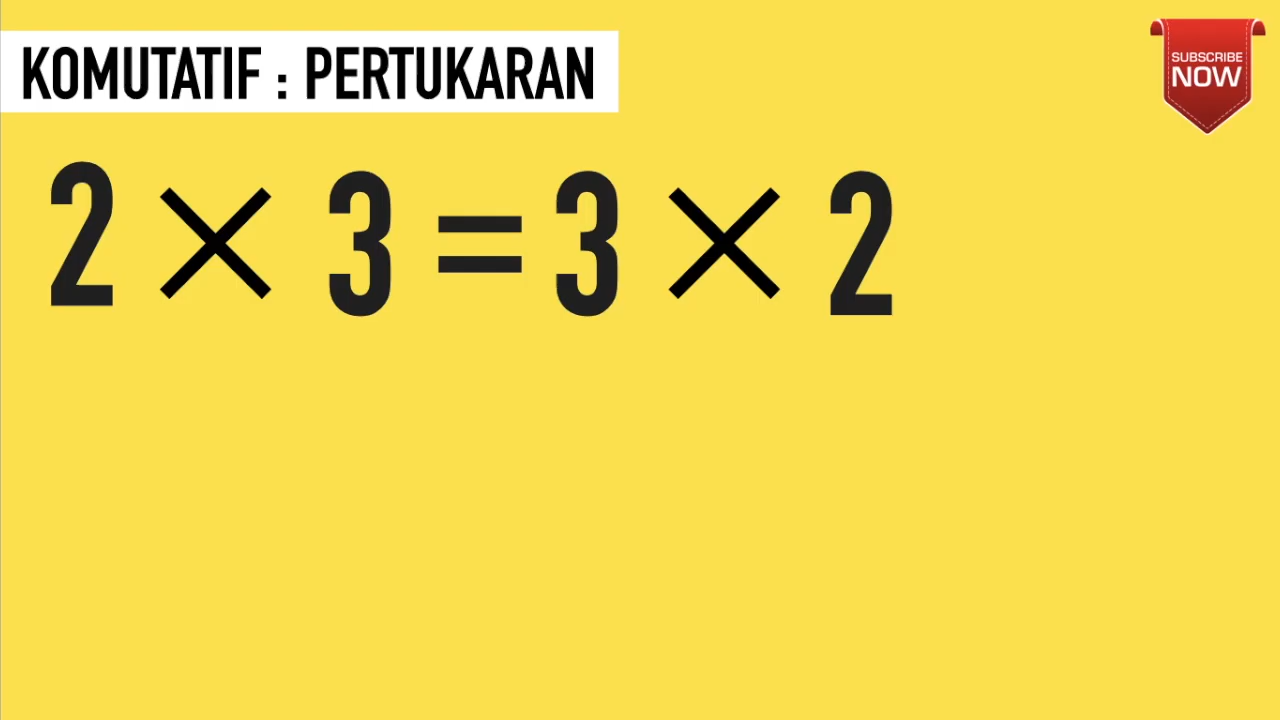 KOMUTATIF : PERTUKARAN
SUBSCRIBE
NOW
2 × 3 = 3 × 2